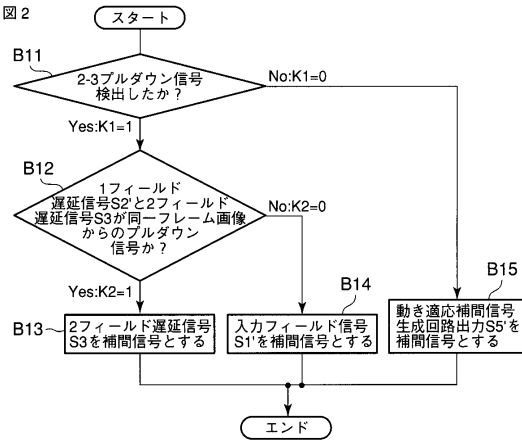 図2
スタート
B11
2-3プルダウン信号
検出したか?
No:K1=0
Yes:K1=1
B12
1フィールド
遅延信号S2'と2フィールド
遅延信号S3が同一フレーム画像
からのプルダウン
信号か?
No:K2=0
Yes:K2=1
B13
2フィールド遅延信号
S3を補間信号とする
B14
入力フィールド信号
S1'を補間信号とする
B15
動き適応補間信号
生成回路出力S5'を
補間信号とする
エンド